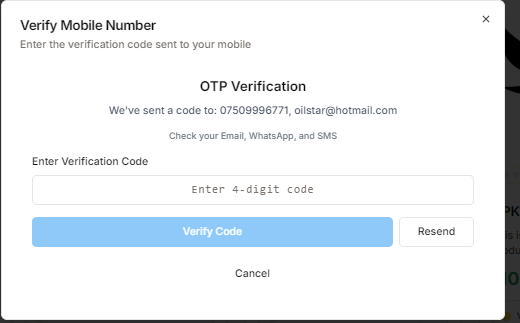 Verify Mobile Number
Enter the verification code sent to your mobile
OTP Verification
We've sent a code to: 07509996771, oilstar@hotmail.com
Check your Email, WhatsApp, and SMS
Enter Verification Code
Enter 4-digit code
Verify Code
Resend
Cancel